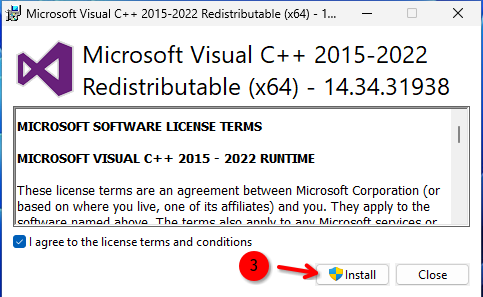 Microsoft Visual C++ 2015-2022 Redistributable (x64) - 1...
Microsoft Visual C++ 2015-2022
Redistributable (x64) - 14.34.31938
MICROSOFT SOFTWARE LICENSE TERMS
MICROSOFT VISUAL C++ 2015 - 2022 RUNTIME
These license terms are an agreement between Microsoft Corporation (or
based on where you live, one of its affiliates) and you. They apply to the
software named above. The terms also apply to any Microsoft services or
I agree to the license terms and conditions
3
Install
Close